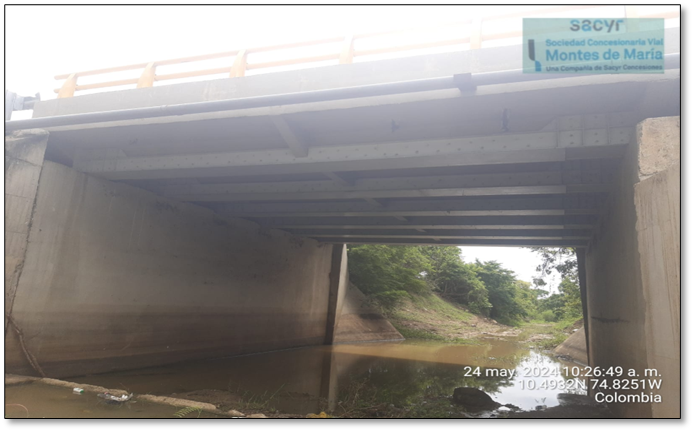 sacyr
Sociedad Concesionaria Vial
Montes de María
Una Compañía de Sacyr Concesiones
24 may. 2024 10:26:49 a. m.
10.4932N 74.8251W
Colombia